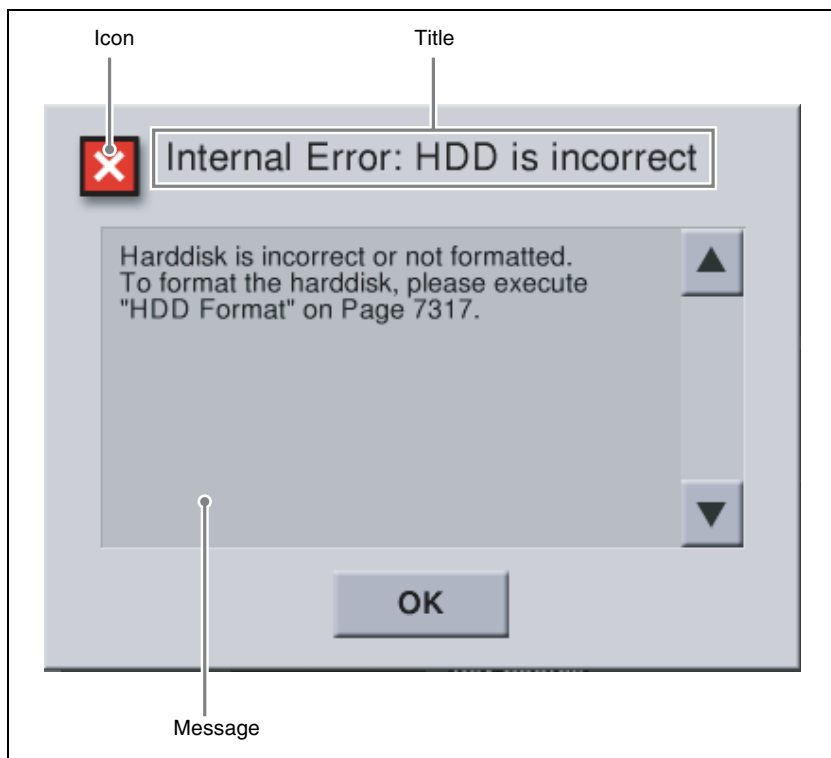 Icon
Title
Internal Error: HDD is incorrect
Harddisk is incorrect or not formatted.
To format the harddisk, please execute
"HDD Format" on Page 7317.
OK
Message